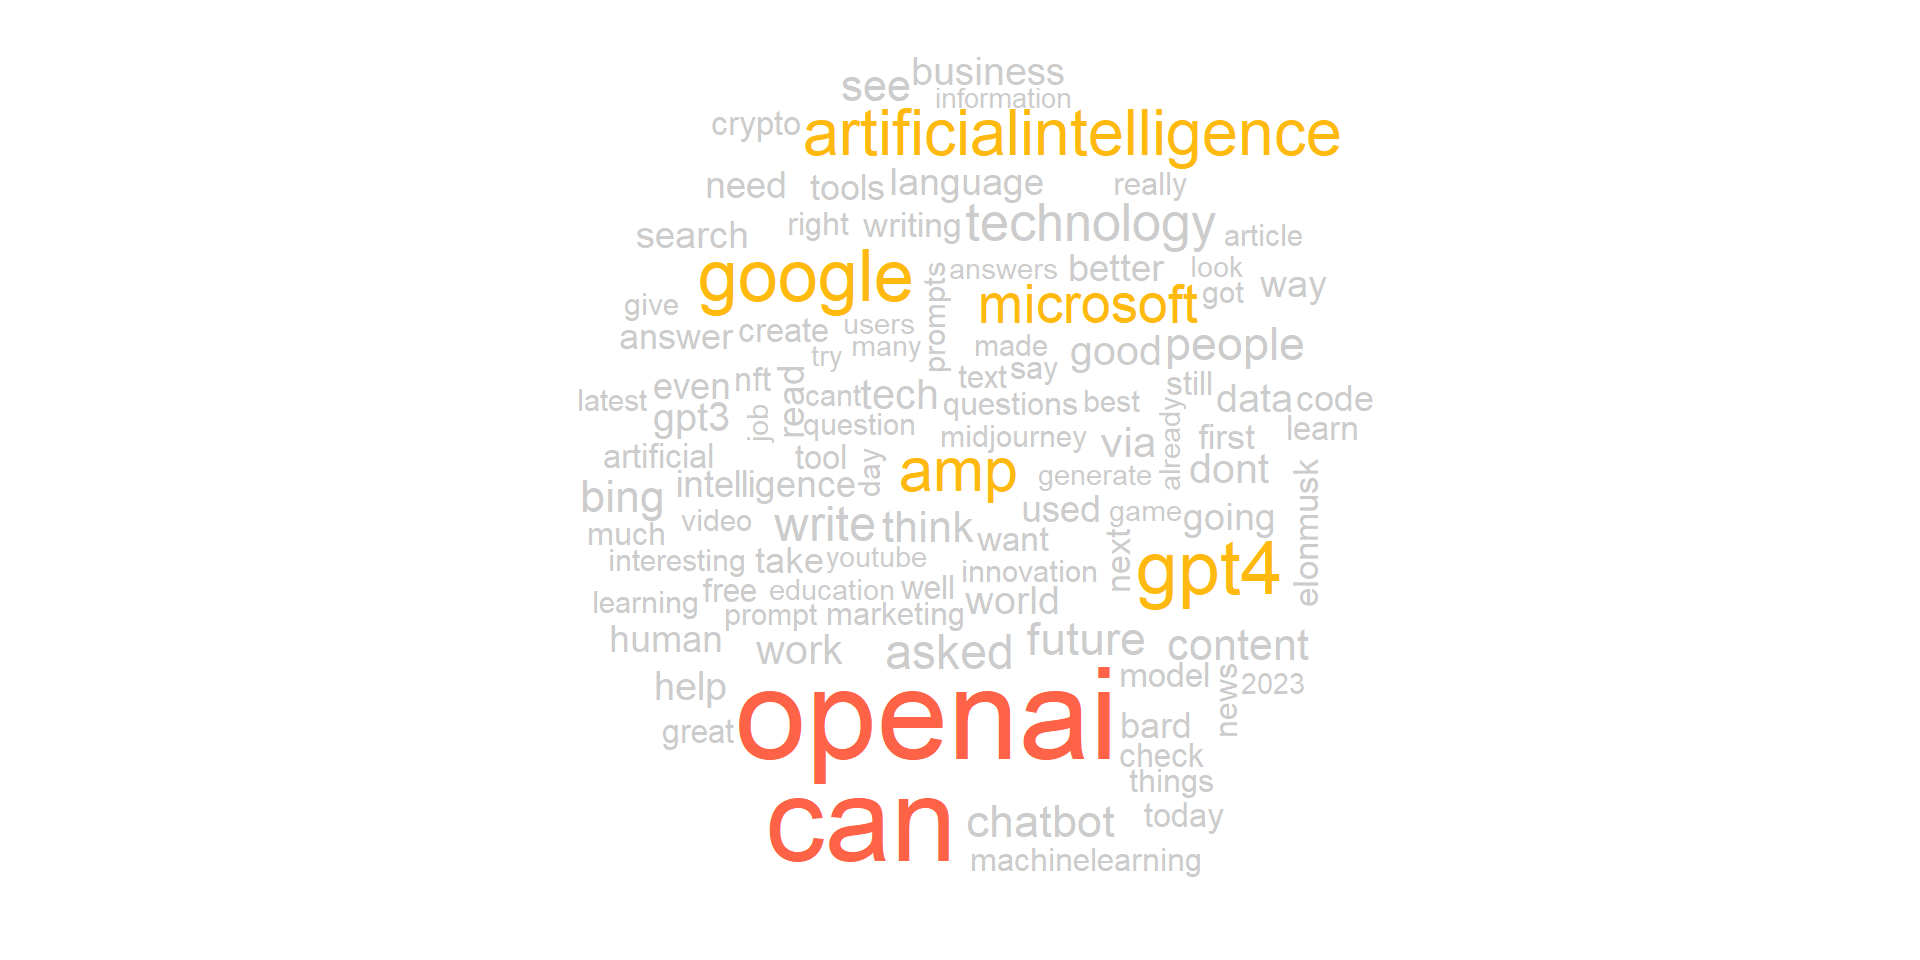 business
see
information
crypto
artificialintelligence
need tools language really
search right writing technology article
google answers better look
prompts microsoft got way
give
answer create users
try many made good people
latest even nft read cant tech text say still data code
gpt3 job question questions best already
midjourney via first learn
artificial tool day amp generate dont elonmusk
bing intelligence
much video write think used game going
want next
interesting take youtube innovation gpt4
learning free education well world
prompt marketing
human work asked future content
help openai model news 2023
great bard
check
things
can chatbot today
machinelearning